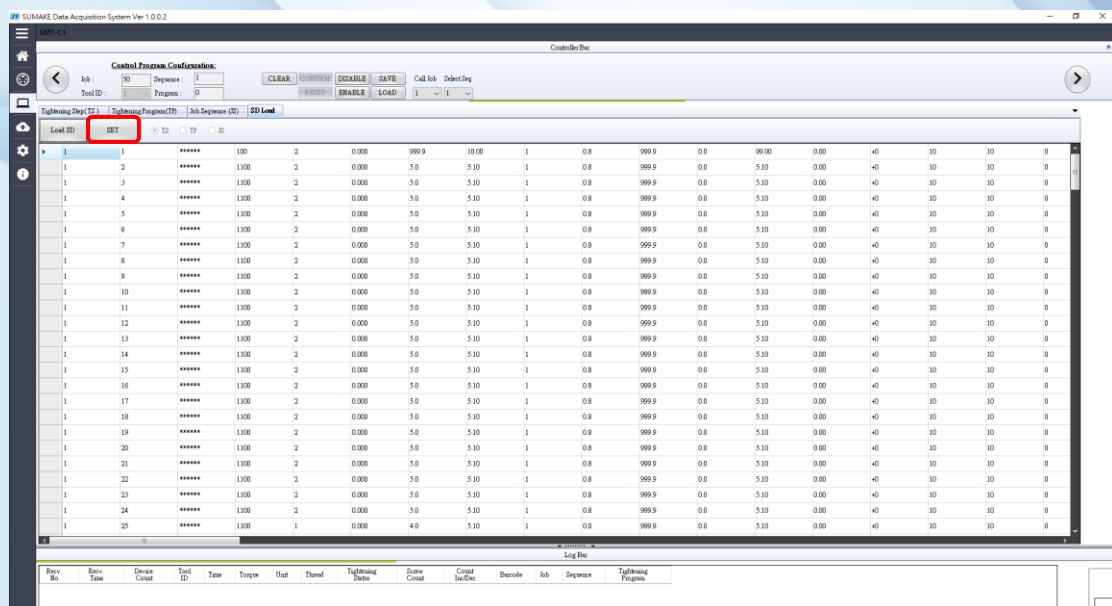 SUMAKE Data Acquisition System Ver 1.0.0.2
SMT-C1
Controller Bar
Control Program Configuration:
Job : 50 Sequence : 1 CLEAR CONFIRM DISABLE SAVE Call Job Select Seq
Tool ID : 1 Program : 0 RESET ENABLE LOAD 1 1
Tightening Step(TS) Tightening Program(TP) Job Sequence (JS) SD Load
Load SD SET TS TP JS
1 1 ****** 100 2 0.000 999.9 10.00 1 0.8 999.9 0.0 99.00 0.00 +0 10 10 0
1 2 ****** 1100 2 0.000 5.0 5.10 1 0.8 999.9 0.0 5.10 0.00 +0 10 10 0
1 3 ****** 1100 2 0.000 5.0 5.10 1 0.8 999.9 0.0 5.10 0.00 +0 10 10 0
1 4 ****** 1100 2 0.000 5.0 5.10 1 0.8 999.9 0.0 5.10 0.00 +0 10 10 0
1 5 ****** 1100 2 0.000 5.0 5.10 1 0.8 999.9 0.0 5.10 0.00 +0 10 10 0
1 6 ****** 1100 2 0.000 5.0 5.10 1 0.8 999.9 0.0 5.10 0.00 +0 10 10 0
1 7 ****** 1100 2 0.000 5.0 5.10 1 0.8 999.9 0.0 5.10 0.00 +0 10 10 0
1 8 ****** 1100 2 0.000 5.0 5.10 1 0.8 999.9 0.0 5.10 0.00 +0 10 10 0
1 9 ****** 1100 2 0.000 5.0 5.10 1 0.8 999.9 0.0 5.10 0.00 +0 10 10 0
1 10 ****** 1100 2 0.000 5.0 5.10 1 0.8 999.9 0.0 5.10 0.00 +0 10 10 0
1 11 ****** 1100 2 0.000 5.0 5.10 1 0.8 999.9 0.0 5.10 0.00 +0 10 10 0
1 12 ****** 1100 2 0.000 5.0 5.10 1 0.8 999.9 0.0 5.10 0.00 +0 10 10 0
1 13 ****** 1100 2 0.000 5.0 5.10 1 0.8 999.9 0.0 5.10 0.00 +0 10 10 0
1 14 ****** 1100 2 0.000 5.0 5.10 1 0.8 999.9 0.0 5.10 0.00 +0 10 10 0
1 15 ****** 1100 2 0.000 5.0 5.10 1 0.8 999.9 0.0 5.10 0.00 +0 10 10 0
1 16 ****** 1100 2 0.000 5.0 5.10 1 0.8 999.9 0.0 5.10 0.00 +0 10 10 0
1 17 ****** 1100 2 0.000 5.0 5.10 1 0.8 999.9 0.0 5.10 0.00 +0 10 10 0
1 18 ****** 1100 2 0.000 5.0 5.10 1 0.8 999.9 0.0 5.10 0.00 +0 10 10 0
1 19 ****** 1100 2 0.000 5.0 5.10 1 0.8 999.9 0.0 5.10 0.00 +0 10 10 0
1 20 ****** 1100 2 0.000 5.0 5.10 1 0.8 999.9 0.0 5.10 0.00 +0 10 10 0
1 21 ****** 1100 2 0.000 5.0 5.10 1 0.8 999.9 0.0 5.10 0.00 +0 10 10 0
1 22 ****** 1100 2 0.000 5.0 5.10 1 0.8 999.9 0.0 5.10 0.00 +0 10 10 0
1 23 ****** 1100 2 0.000 5.0 5.10 1 0.8 999.9 0.0 5.10 0.00 +0 10 10 0
1 24 ****** 1100 2 0.000 5.0 5.10 1 0.8 999.9 0.0 5.10 0.00 +0 10 10 0
1 25 ****** 1100 1 0.000 4.0 5.10 1 0.0 999.9 0.0 5.10 0.00 +0 10 10 0
Log Bar
Recv. No Recv. Time Device Count Tool ID Time Torque Unit Thread Tightening Status Screw Count Count Inc/Dec Barcode Job Sequence Tightening Program